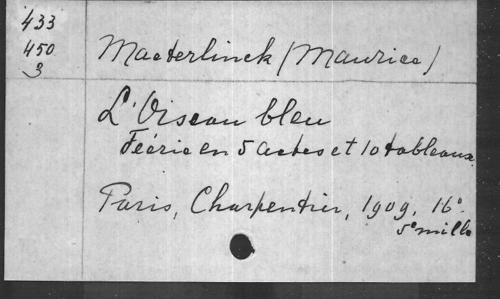 433
450
3
Maeterlinck (Maurice)
L'Oiseau bleu
Féerie en 5 actes et 10 tableaux.
Paris, Charpentier, 1909, 16°.
5e mille